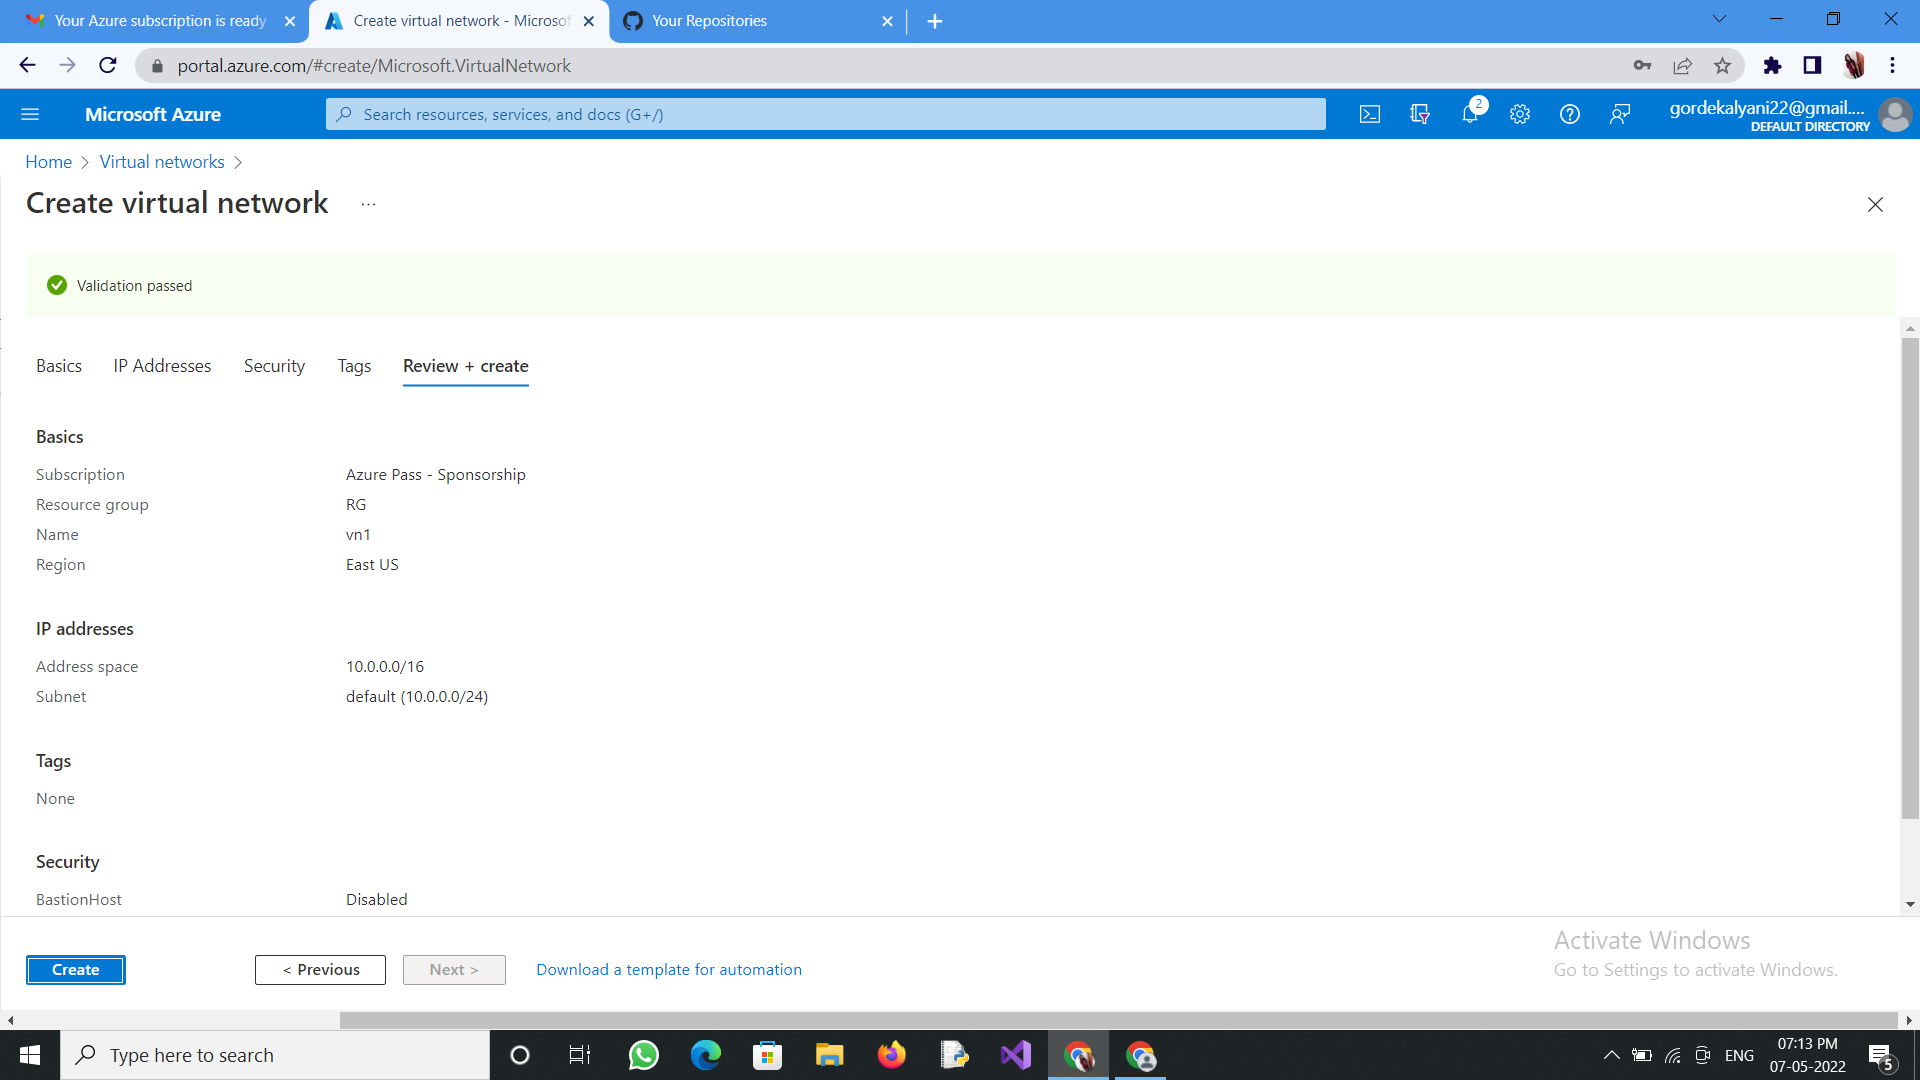 Your Azure subscription is ready
Create virtual network - Microsof
Your Repositories
portal.azure.com/#create/Microsoft.VirtualNetwork
Microsoft Azure
Search resources, services, and docs (G+/)
2
gordekalyani22@gmail....
DEFAULT DIRECTORY
Home > Virtual networks >
Create virtual network ...
Validation passed
Basics IP Addresses Security Tags Review + create
Basics
Subscription Azure Pass - Sponsorship
Resource group RG
Name vn1
Region East US
IP addresses
Address space 10.0.0.0/16
Subnet default (10.0.0.0/24)
Tags
None
Security
BastionHost Disabled
Create < Previous Next > Download a template for automation
Activate Windows
Go to Settings to activate Windows.
Type here to search
ENG
07:13 PM
07-05-2022
5